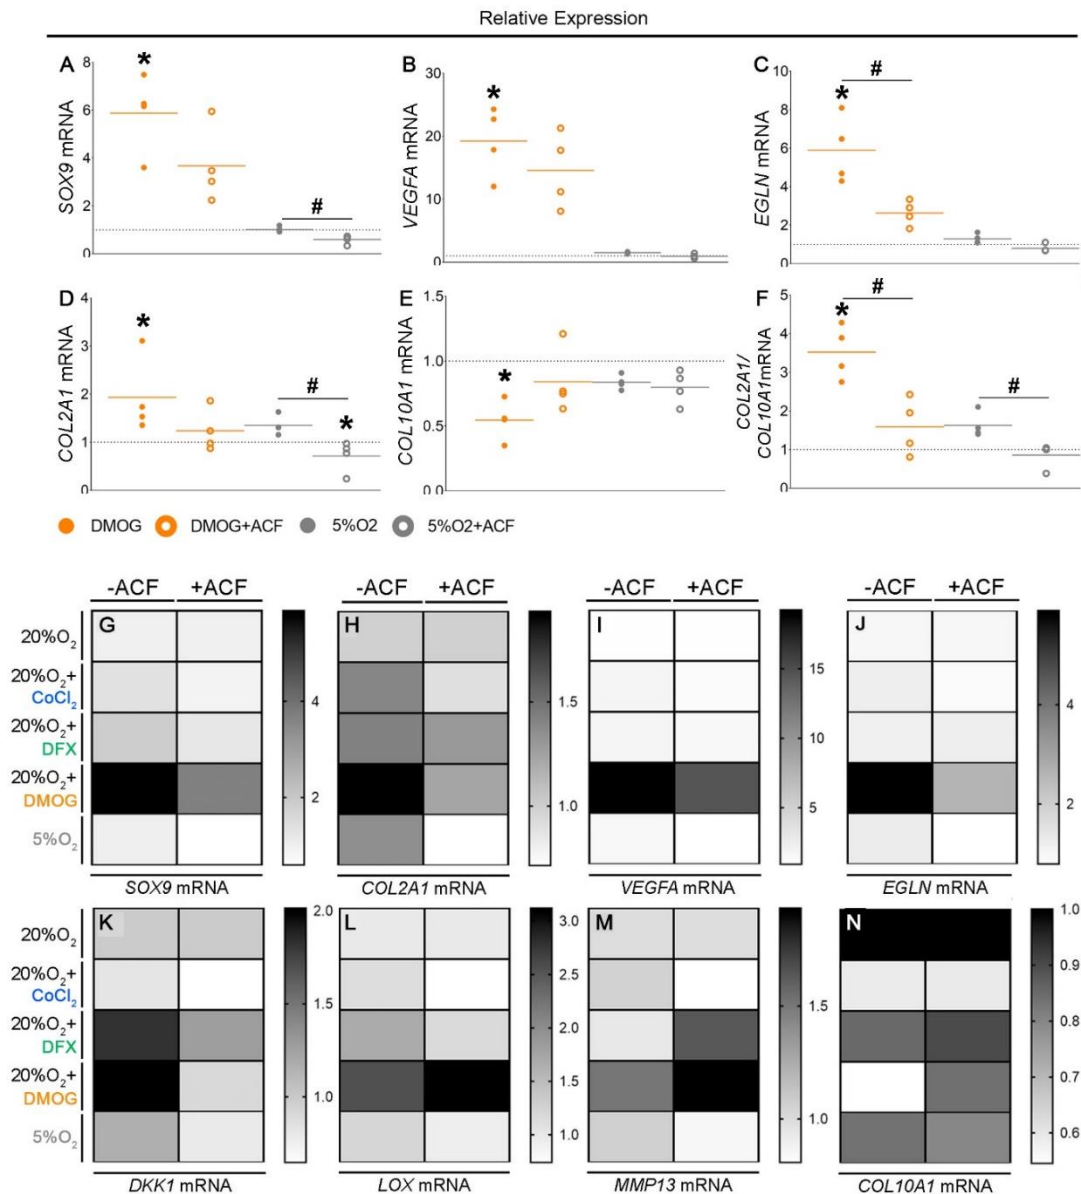 Relative Expression
A
B
C
8
6
4
2
0
SOX9 mRNA
*
#
30
20
10
0
VEGFA mRNA
*
10
8
6
4
2
0
EGLN mRNA
*
#
D
E
F
4
3
2
1
0
COL2A1 mRNA
*
#
*
1.5
1.0
0.5
0.0
COL10A1 mRNA
*
5
4
3
2
1
0
COL2A1/
COL10A1mRNA
*
#
#
DMOG DMOG+ACF 5%O2 5%O2+ACF
-ACF +ACF -ACF +ACF -ACF +ACF -ACF +ACF
G H I J
20%O2
20%O2+
CoCl2
20%O2+
DFX
20%O2+
DMOG
5%O2
4
2
1.5
1.0
15
10
5
4
2
SOX9 mRNA COL2A1 mRNA VEGFA mRNA EGLN mRNA
K L M N
20%O2
20%O2+
CoCl2
20%O2+
DFX
20%O2+
DMOG
5%O2
2.0
1.5
1.0
3.0
2.5
2.0
1.5
1.0
1.5
1.0
1.0
0.9
0.8
0.7
0.6
DKK1 mRNA LOX mRNA MMP13 mRNA COL10A1 mRNA